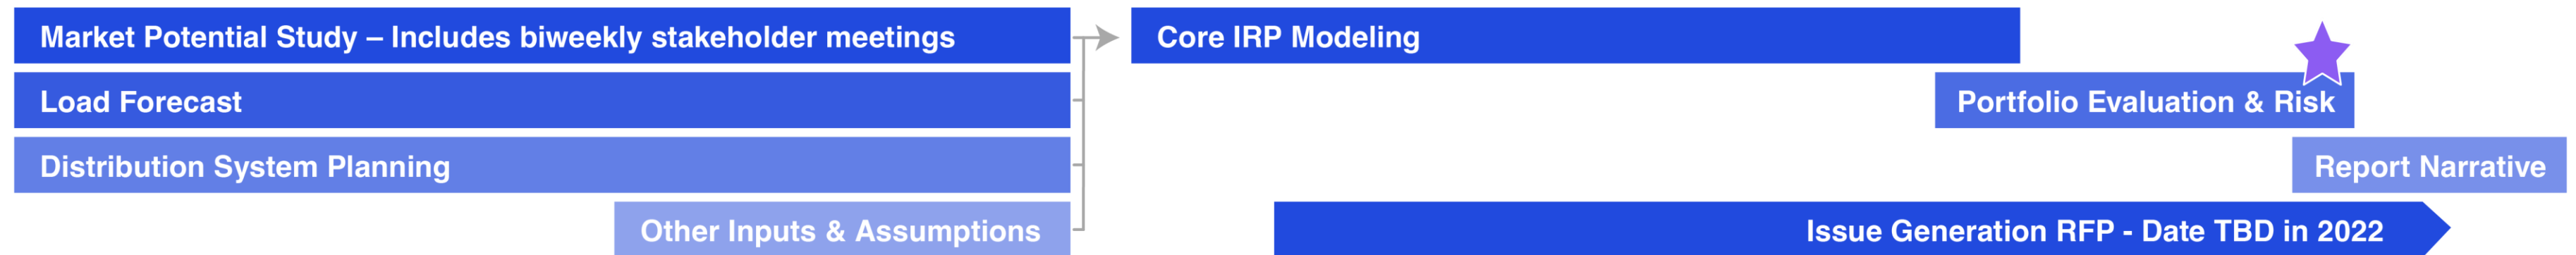 Market Potential Study – Includes biweekly stakeholder meetings
Core IRP Modeling
Load Forecast
Portfolio Evaluation & Risk
Distribution System Planning
Report Narrative
Other Inputs & Assumptions
Issue Generation RFP - Date TBD in 2022